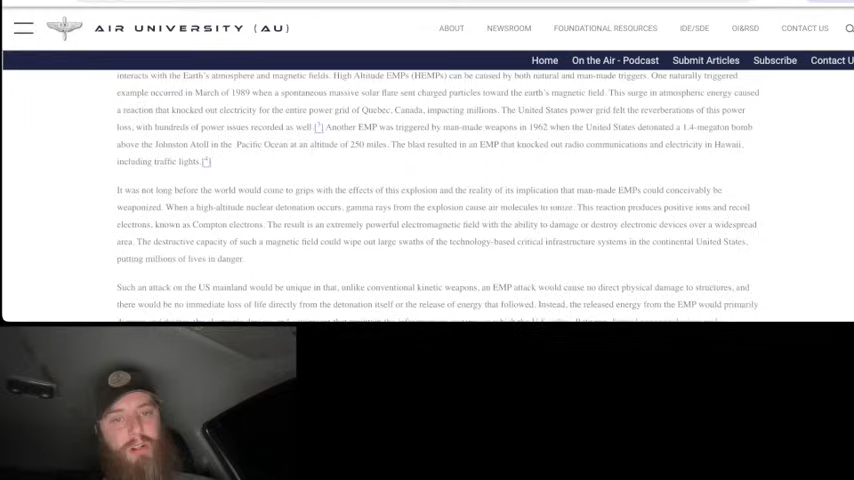 AIR UNIVERSITY (AU)
ABOUT NEWSROOM FOUNDATIONAL RESOURCES IDE/SDE OI&RSD CONTACT US
Home On the Air - Podcast Submit Articles Subscribe Contact U
interacts with the Earth's atmosphere and magnetic fields. High Altitude EMPs (HEMPs) can be caused by both natural and man-made triggers. One naturally triggered
example occurred in March of 1989 when a spontaneous massive solar flare sent charged particles toward the earth's magnetic field. This surge in atmospheric energy caused
a reaction that knocked out electricity for the entire power grid of Quebec, Canada, impacting millions. The United States power grid felt the reverberations of this power
loss, with hundreds of power issues recorded as well.[3] Another EMP was triggered by man-made weapons in 1962 when the United States detonated a 1.4-megaton bomb
above the Johnston Atoll in the Pacific Ocean at an altitude of 250 miles. The blast resulted in an EMP that knocked out radio communications and electricity in Hawaii,
including traffic lights.[4]
It was not long before the world would come to grips with the effects of this explosion and the reality of its implication that man-made EMPs could conceivably be
weaponized. When a high-altitude nuclear detonation occurs, gamma rays from the explosion cause air molecules to ionize. This reaction produces positive ions and recoil
electrons, known as Compton electrons. The result is an extremely powerful electromagnetic field with the ability to damage or destroy electronic devices over a widespread
area. The destructive capacity of such a magnetic field could wipe out large swaths of the technology-based critical infrastructure systems in the continental United States,
putting millions of lives in danger.
Such an attack on the US mainland would be unique in that, unlike conventional kinetic weapons, an EMP attack would cause no direct physical damage to structures, and
there would be no immediate loss of life directly from the detonation itself or the release of energy that followed. Instead, the released energy from the EMP would primarily